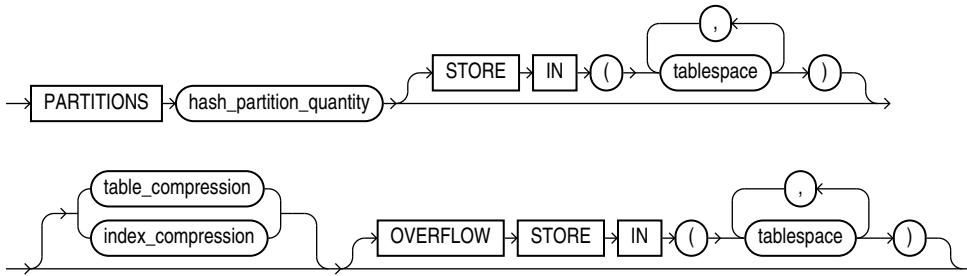 ,
STORE IN ( tablespace )
PARTITIONS hash_partition_quantity
table_compression
,
index_compression OVERFLOW STORE IN ( tablespace )